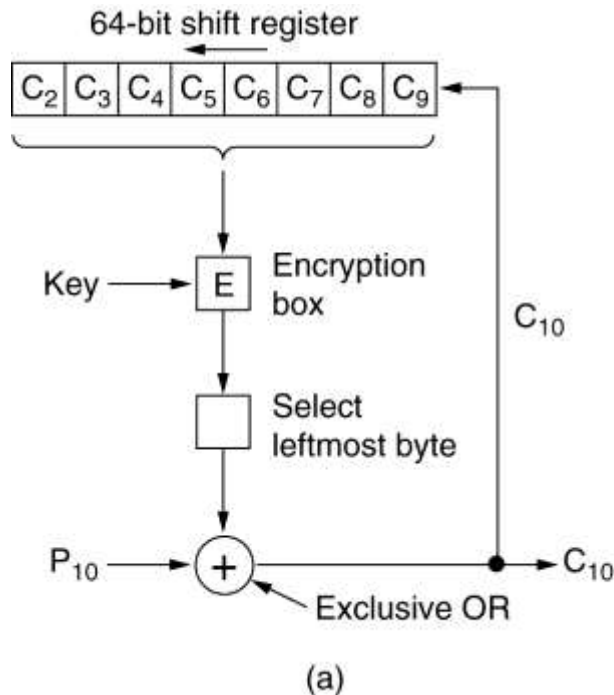 64-bit shift register
C₂ C₃ C₄ C₅ C₆ C₇ C₈ C₉
Key
E
Encryption
box
C₁₀
Select
leftmost byte
P₁₀
+
C₁₀
Exclusive OR
(a)